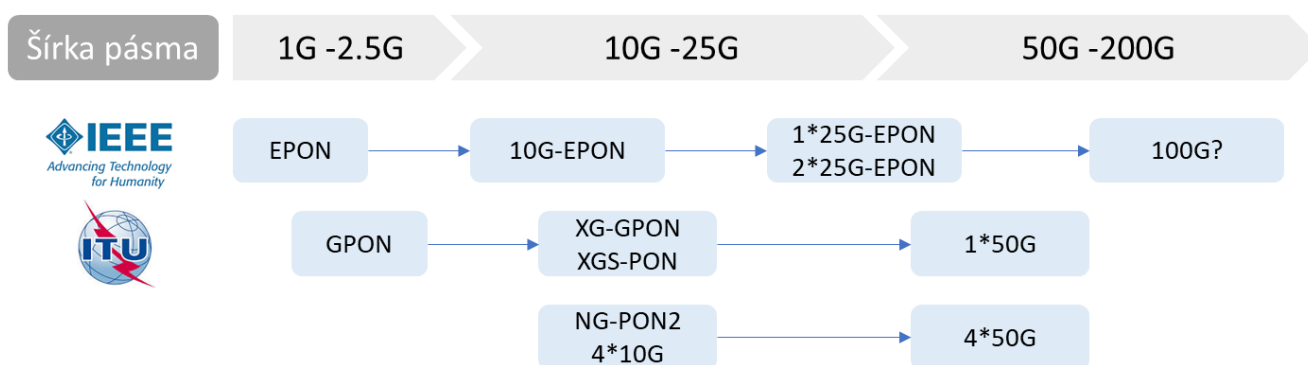 Šírka pásma
1G -2.5G
10G -25G
50G -200G
IEEE
Advancing Technology
for Humanity
EPON
10G-EPON
1*25G-EPON
2*25G-EPON
100G?
ITU
GPON
XG-GPON
XGS-PON
1*50G
NG-PON2
4*10G
4*50G